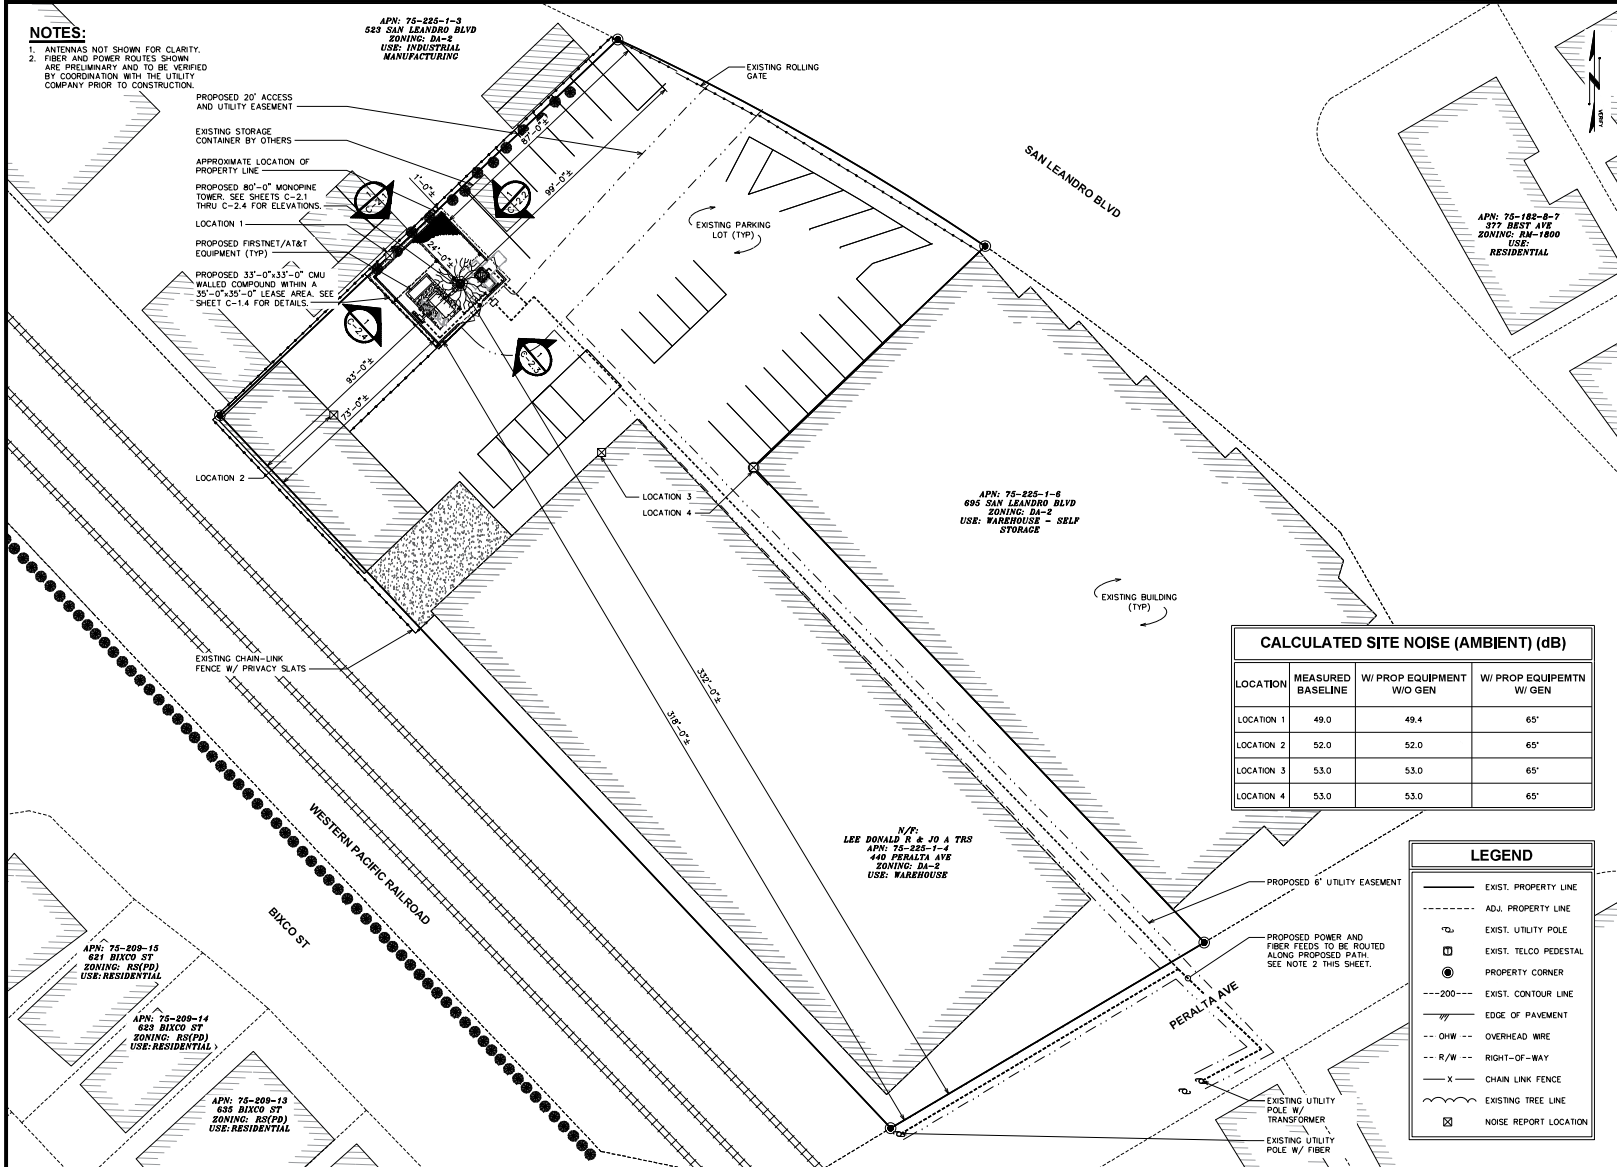 NOTES:
1. ANTENNAS NOT SHOWN FOR CLARITY.
2. FIBER AND POWER ROUTES SHOWN
ARE PRELIMINARY AND TO BE VERIFIED
BY COORDINATION WITH THE UTILITY
COMPANY PRIOR TO CONSTRUCTION.
APN: 75-225-1-3
523 SAN LEANDRO BLVD
ZONING: DA-2
USE: INDUSTRIAL
MANUFACTURING
EXISTING ROLLING
GATE
PROPOSED 20' ACCESS
AND UTILITY EASEMENT
EXISTING STORAGE
CONTAINER BY OTHERS
APPROXIMATE LOCATION OF
PROPERTY LINE
PROPOSED 80'-0" MONOPINE
TOWER. SEE SHEETS C-2.1
THRU C-2.4 FOR ELEVATIONS.
LOCATION 1
PROPOSED FIRSTNET/AT&T
EQUIPMENT (TYP)
PROPOSED 33'-0"x33'-0" CMU
WALLED COMPOUND WITHIN A
35'-0"x35'-0" LEASE AREA. SEE
SHEET C-1.4 FOR DETAILS.
87'-0"±
99'-0"±
1'-0"±
24'-0"±
93'-0"±
73'-0"±
1
C-2.1
1
C-2.2
1
C-2.4
1
C-2.3
EXISTING PARKING
LOT (TYP)
SAN LEANDRO BLVD
VERIFY
APN: 75-182-8-7
377 BEST AVE
ZONING: RM-1800
USE:
RESIDENTIAL
LOCATION 2
LOCATION 3
LOCATION 4
APN: 75-225-1-6
695 SAN LEANDRO BLVD
ZONING: DA-2
USE: WAREHOUSE - SELF
STORAGE
EXISTING BUILDING
(TYP)
EXISTING CHAIN-LINK
FENCE W/ PRIVACY SLATS
332'-0"±
318'-0"±
CALCULATED SITE NOISE (AMBIENT) (dB)
LOCATION MEASURED BASELINE W/ PROP EQUIPMENT W/O GEN W/ PROP EQUIPEMTN W/ GEN
LOCATION 1 49.0 49.4 65*
LOCATION 2 52.0 52.0 65*
LOCATION 3 53.0 53.0 65*
LOCATION 4 53.0 53.0 65*
WESTERN PACIFIC RAILROAD
BIXCO ST
N/F:
LEE DONALD R & JO A TRS
APN: 75-225-1-4
440 PERALTA AVE
ZONING: DA-2
USE: WAREHOUSE
PROPOSED 6' UTILITY EASEMENT
PROPOSED POWER AND
FIBER FEEDS TO BE ROUTED
ALONG PROPOSED PATH.
SEE NOTE 2 THIS SHEET.
PERALTA AVE
EXISTING UTILITY
POLE W/
TRANSFORMER
EXISTING UTILITY
POLE W/ FIBER
APN: 75-209-15
621 BIXCO ST
ZONING: RS(PD)
USE: RESIDENTIAL
APN: 75-209-14
623 BIXCO ST
ZONING: RS(PD)
USE: RESIDENTIAL
APN: 75-209-13
635 BIXCO ST
ZONING: RS(PD)
USE: RESIDENTIAL
LEGEND
EXIST. PROPERTY LINE
ADJ. PROPERTY LINE
EXIST. UTILITY POLE
T EXIST. TELCO PEDESTAL
PROPERTY CORNER
---200--- EXIST. CONTOUR LINE
EDGE OF PAVEMENT
-- OHW -- OVERHEAD WIRE
-- R/W -- RIGHT-OF-WAY
— X — CHAIN LINK FENCE
EXISTING TREE LINE
NOISE REPORT LOCATION